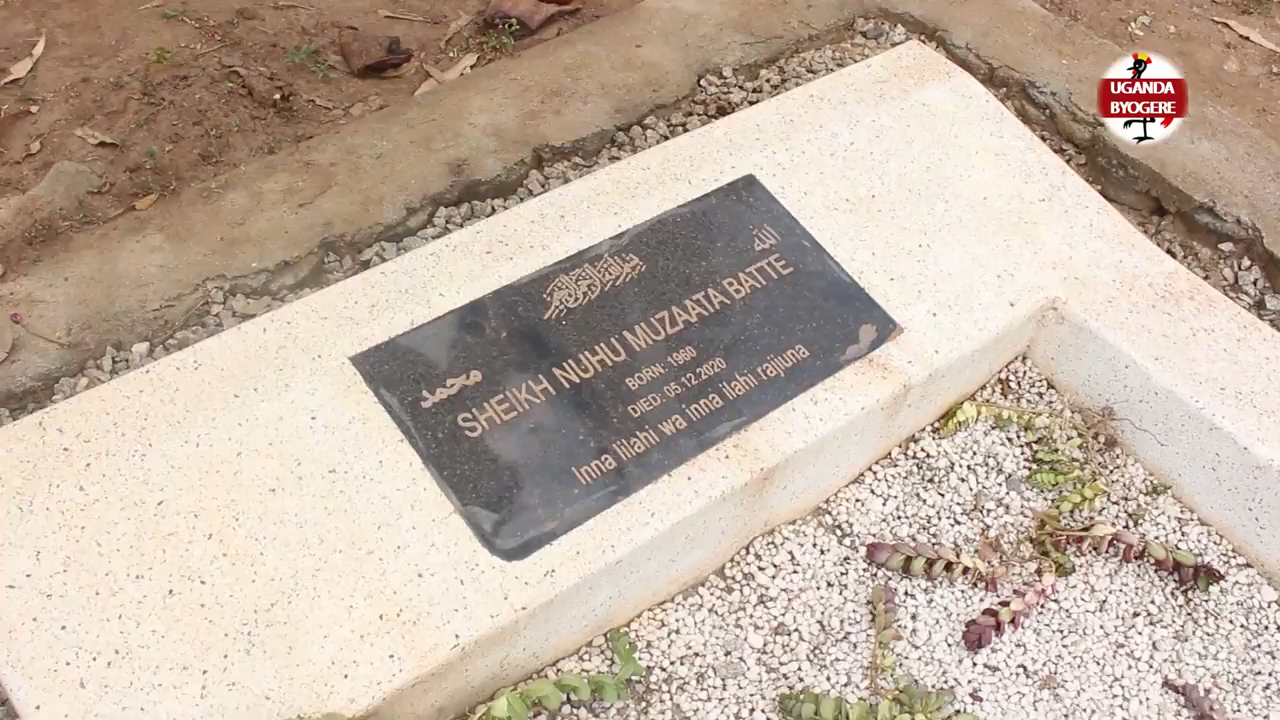 UGANDA
BYOGERE
بسم الله الرحمن الرحيم
الله
محمد
SHEIKH NUHU MUZAATA BATTE
BORN: 1960
DIED: 05.12.2020
Inna lilahi wa inna ilahi rajiuna